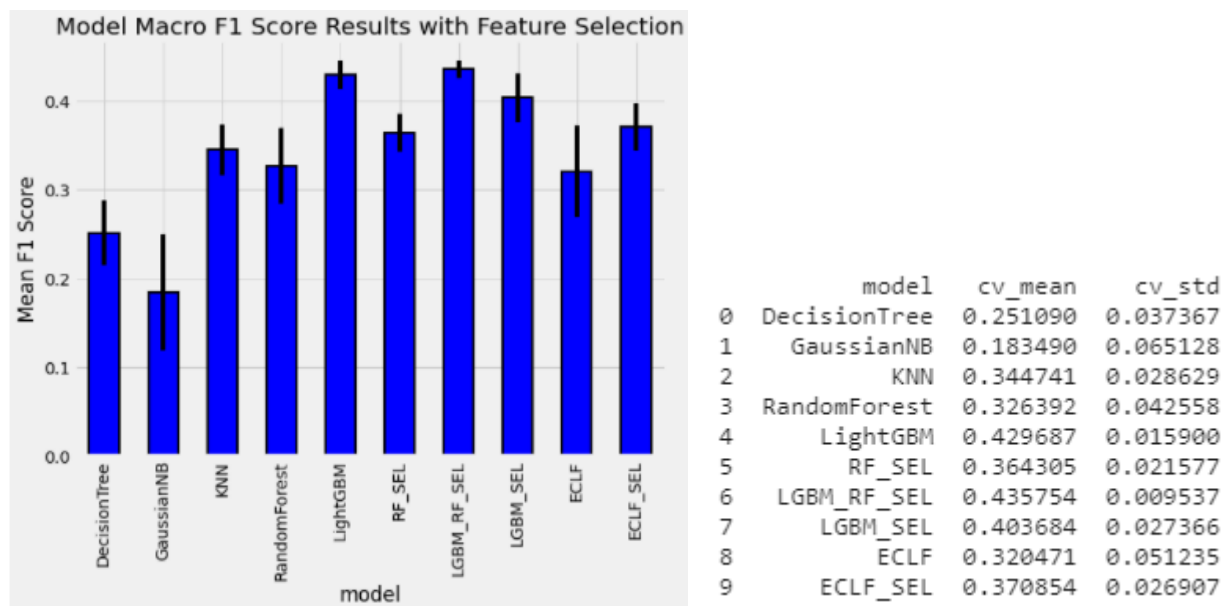 Model Macro F1 Score Results with Feature Selection
Mean F1 Score
0.4
0.3
0.2
0.1
0.0
DecisionTree
GaussianNB
KNN
RandomForest
LightGBM
RF_SEL
LGBM_RF_SEL
LGBM_SEL
ECLF
ECLF_SEL
model
model cv_mean cv_std
0 DecisionTree 0.251090 0.037367
1 GaussianNB 0.183490 0.065128
2 KNN 0.344741 0.028629
3 RandomForest 0.326392 0.042558
4 LightGBM 0.429687 0.015900
5 RF_SEL 0.364305 0.021577
6 LGBM_RF_SEL 0.435754 0.009537
7 LGBM_SEL 0.403684 0.027366
8 ECLF 0.320471 0.051235
9 ECLF_SEL 0.370854 0.026907